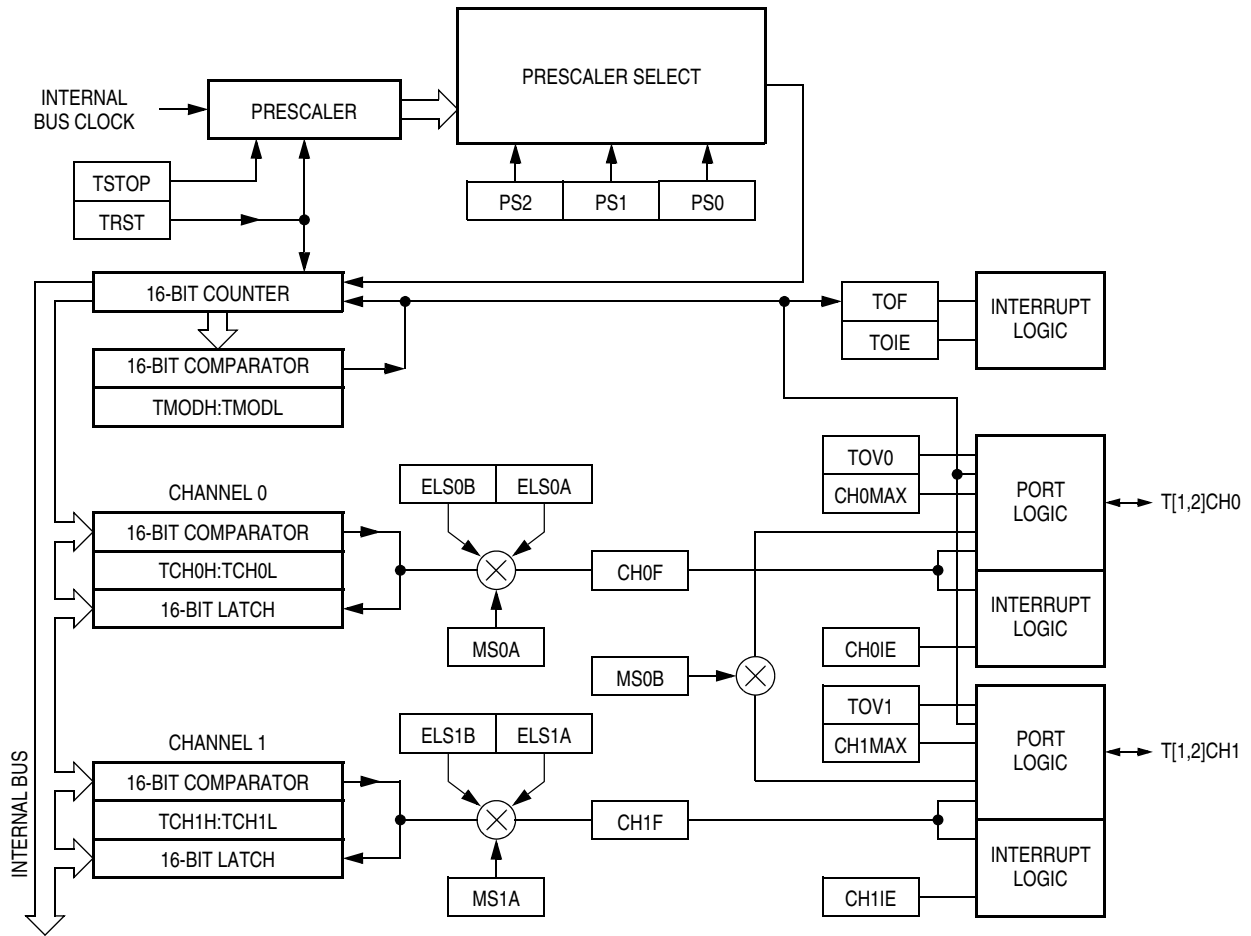 PRESCALER SELECT
INTERNAL
BUS CLOCK
PRESCALER
TSTOP
TRST
PS2
PS1
PS0
16-BIT COUNTER
16-BIT COMPARATOR
TMODH:TMODL
TOF
TOIE
INTERRUPT
LOGIC
CHANNEL 0
16-BIT COMPARATOR
TCH0H:TCH0L
16-BIT LATCH
ELS0B
ELS0A
MS0A
CH0F
TOV0
CH0MAX
PORT
LOGIC
T[1,2]CH0
INTERRUPT
LOGIC
CH0IE
MS0B
CHANNEL 1
16-BIT COMPARATOR
TCH1H:TCH1L
16-BIT LATCH
ELS1B
ELS1A
MS1A
CH1F
TOV1
CH1MAX
PORT
LOGIC
T[1,2]CH1
INTERRUPT
LOGIC
CH1IE
INTERNAL BUS